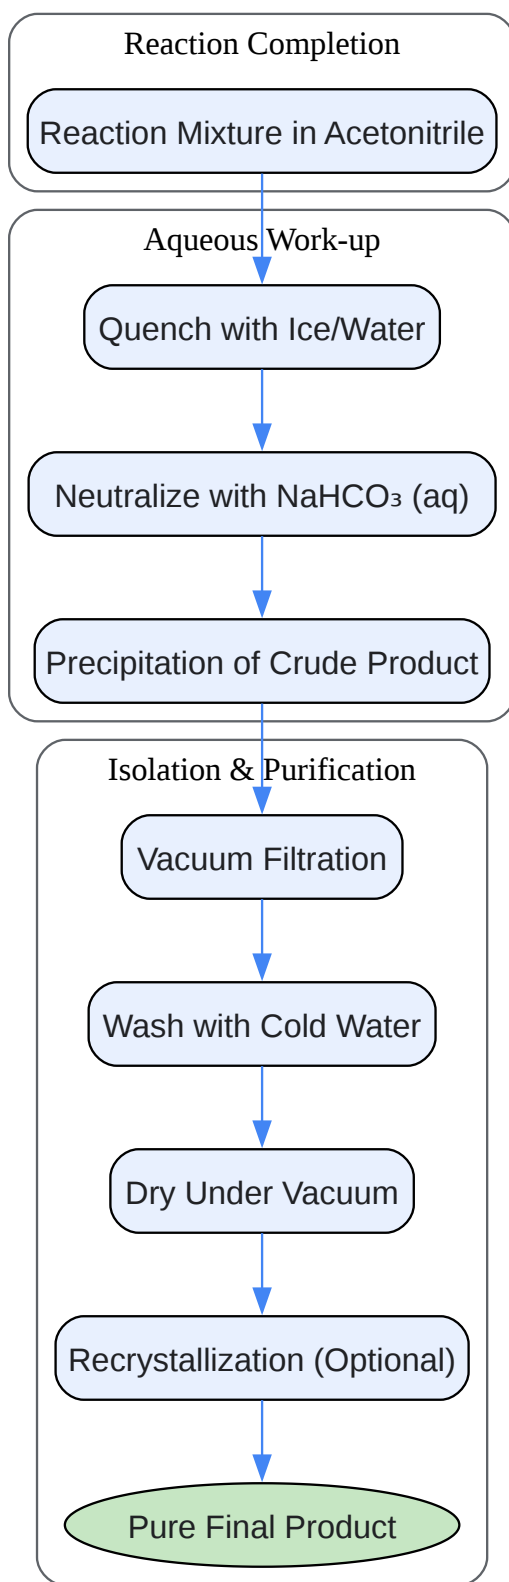 Reaction Completion
Reaction Mixture in Acetonitrile
Aqueous Work-up
Quench with Ice/Water
Neutralize with NaHCO₃ (aq)
Precipitation of Crude Product
Isolation & Purification
Vacuum Filtration
Wash with Cold Water
Dry Under Vacuum
Recrystallization (Optional)
Pure Final Product